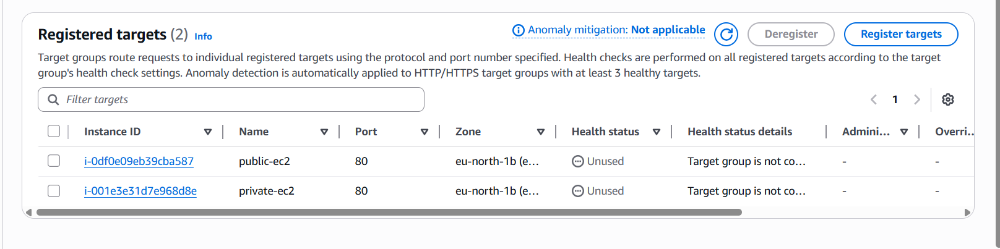 Registered targets (2) Info
Anomaly mitigation: Not applicable
Deregister
Register targets
Target groups route requests to individual registered targets using the protocol and port number specified. Health checks are performed on all registered targets according to the target
group's health check settings. Anomaly detection is automatically applied to HTTP/HTTPS target groups with at least 3 healthy targets.
Filter targets
1
Instance ID Name Port Zone Health status Health status details Admini... Overri...
i-0df0e09eb39cba587 public-ec2 80 eu-north-1b (e... Unused Target group is not co... - -
i-001e3e31d7e968d8e private-ec2 80 eu-north-1b (e... Unused Target group is not co... - -